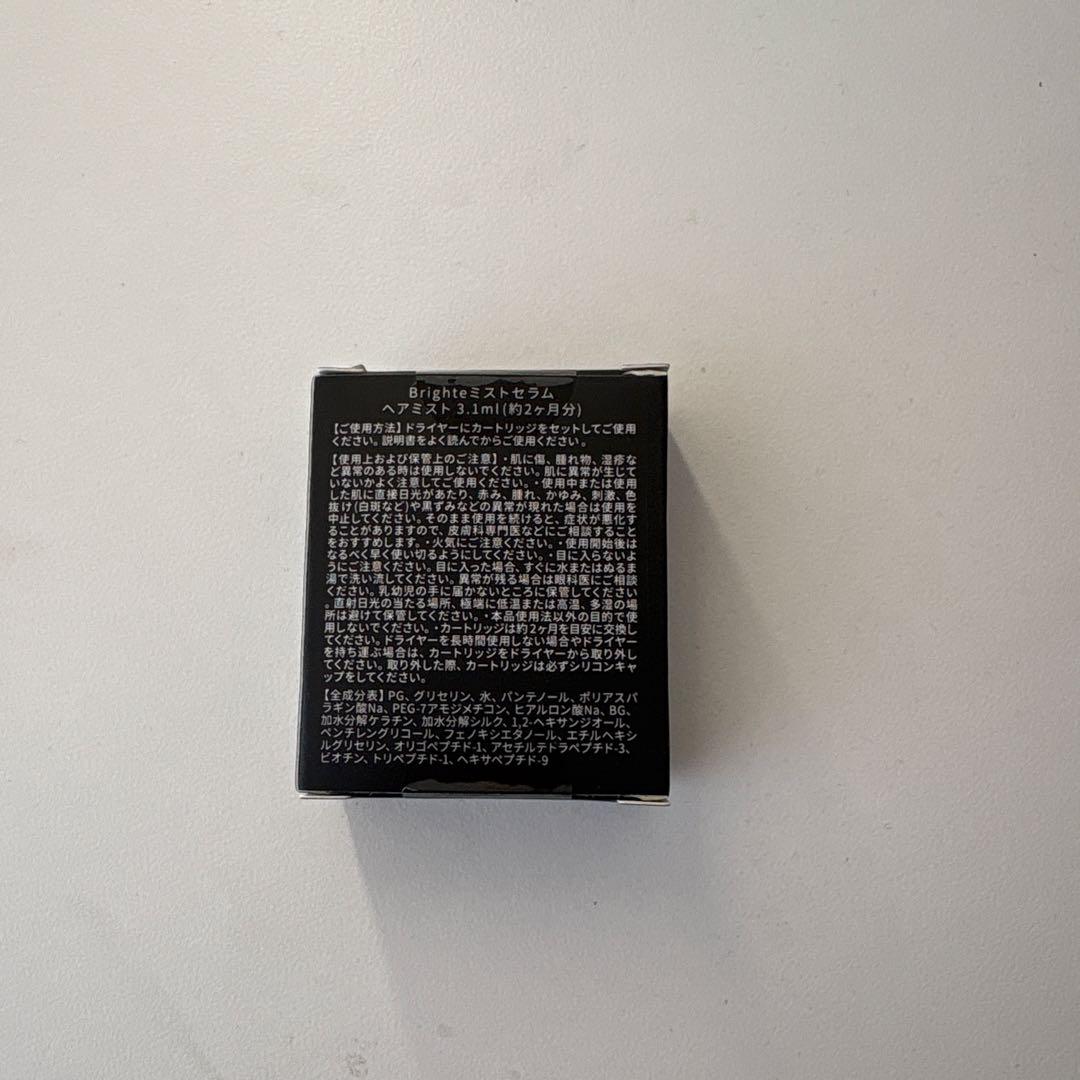 Brighteミストセラム
ヘアミスト 3.1ml(約2ヶ月分)
【ご使用方法】ドライヤーにカートリッジをセットしてご使用
ください。説明書をよく読んでからご使用ください。
【使用上および保管上のご注意】・肌に傷、腫れ物、湿疹な
ど異常のある時は使用しないでください。肌に異常が生じて
いないかよく注意してご使用ください。・使用中または使用
した肌に直接日光があたり、赤み、腫れ、かゆみ、刺激、色
抜け(白斑など)や黒ずみなどの異常が現れた場合は使用を
中止してください。そのまま使用を続けると、症状が悪化す
ることがありますので、皮膚科専門医などにご相談すること
をおすすめします。・火気にご注意ください。・使用開始後は
なるべく早く使い切るようにしてください。・目に入らないよ
うにご注意ください。目に入った場合、すぐに水またはぬるま
湯で洗い流してください。異常が残る場合は眼科医にご相談
ください。乳幼児の手に届かないところに保管してください
。直射日光の当たる場所、極端に低温または高温、多湿の場
所は避けて保管してください。・本品使用法以外の目的で使
用しないでください。・カートリッジは約2ヶ月を目安に交換し
てください。ドライヤーを長時間使用しない場合やドライヤー
を持ち運ぶ場合は、カートリッジをドライヤーから取り外し
てください。取り外した際、カートリッジは必ずシリコンキャ
ップをしてください。
【全成分表】PG、グリセリン、水、パンテノール、ポリアスパ
ラギン酸Na、PEG-7アモジメチコン、ヒアルロン酸Na、BG、
加水分解ケラチン、加水分解シルク、1,2-ヘキサンジオール、
ペンチレングリコール、フェノキシエタノール、エチルヘキシ
ルグリセリン、オリゴペプチド-1、アセチルテトラペプチド-3、
ビオチン、トリペプチド-1、ヘキサペプチド-9